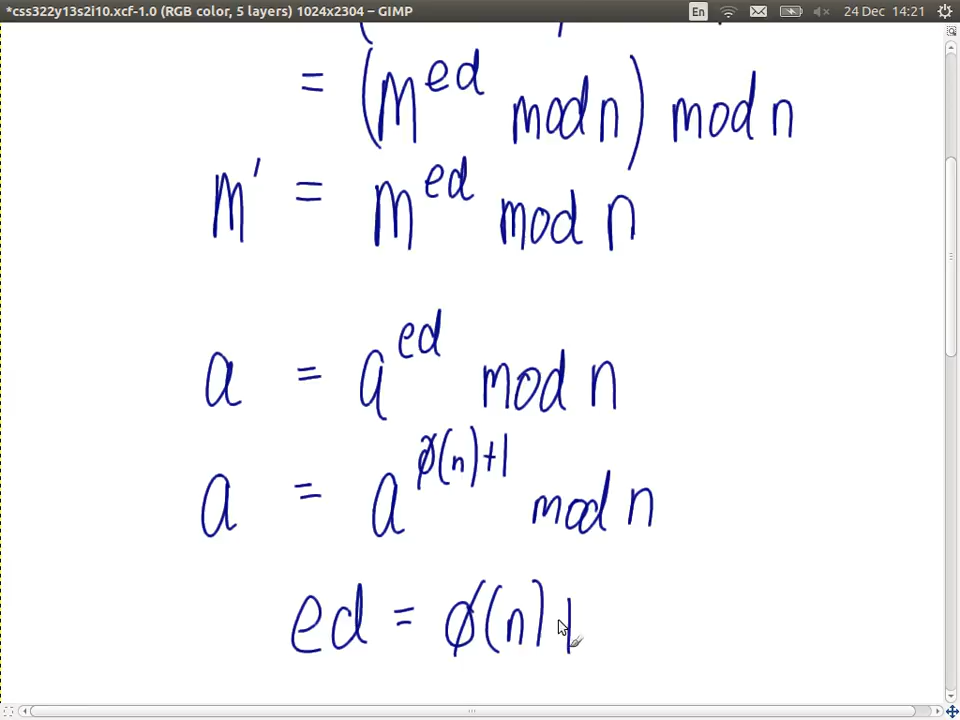 *css322y13s2i10.xcf-1.0 (RGB color, 5 layers) 1024x2304 – GIMP En 24 Dec 14:21
= (m^ed mod n) mod n
m' = m^ed mod n
a = a^ed mod n
a = a^ø(n)+1 mod n
ed = ø(n)